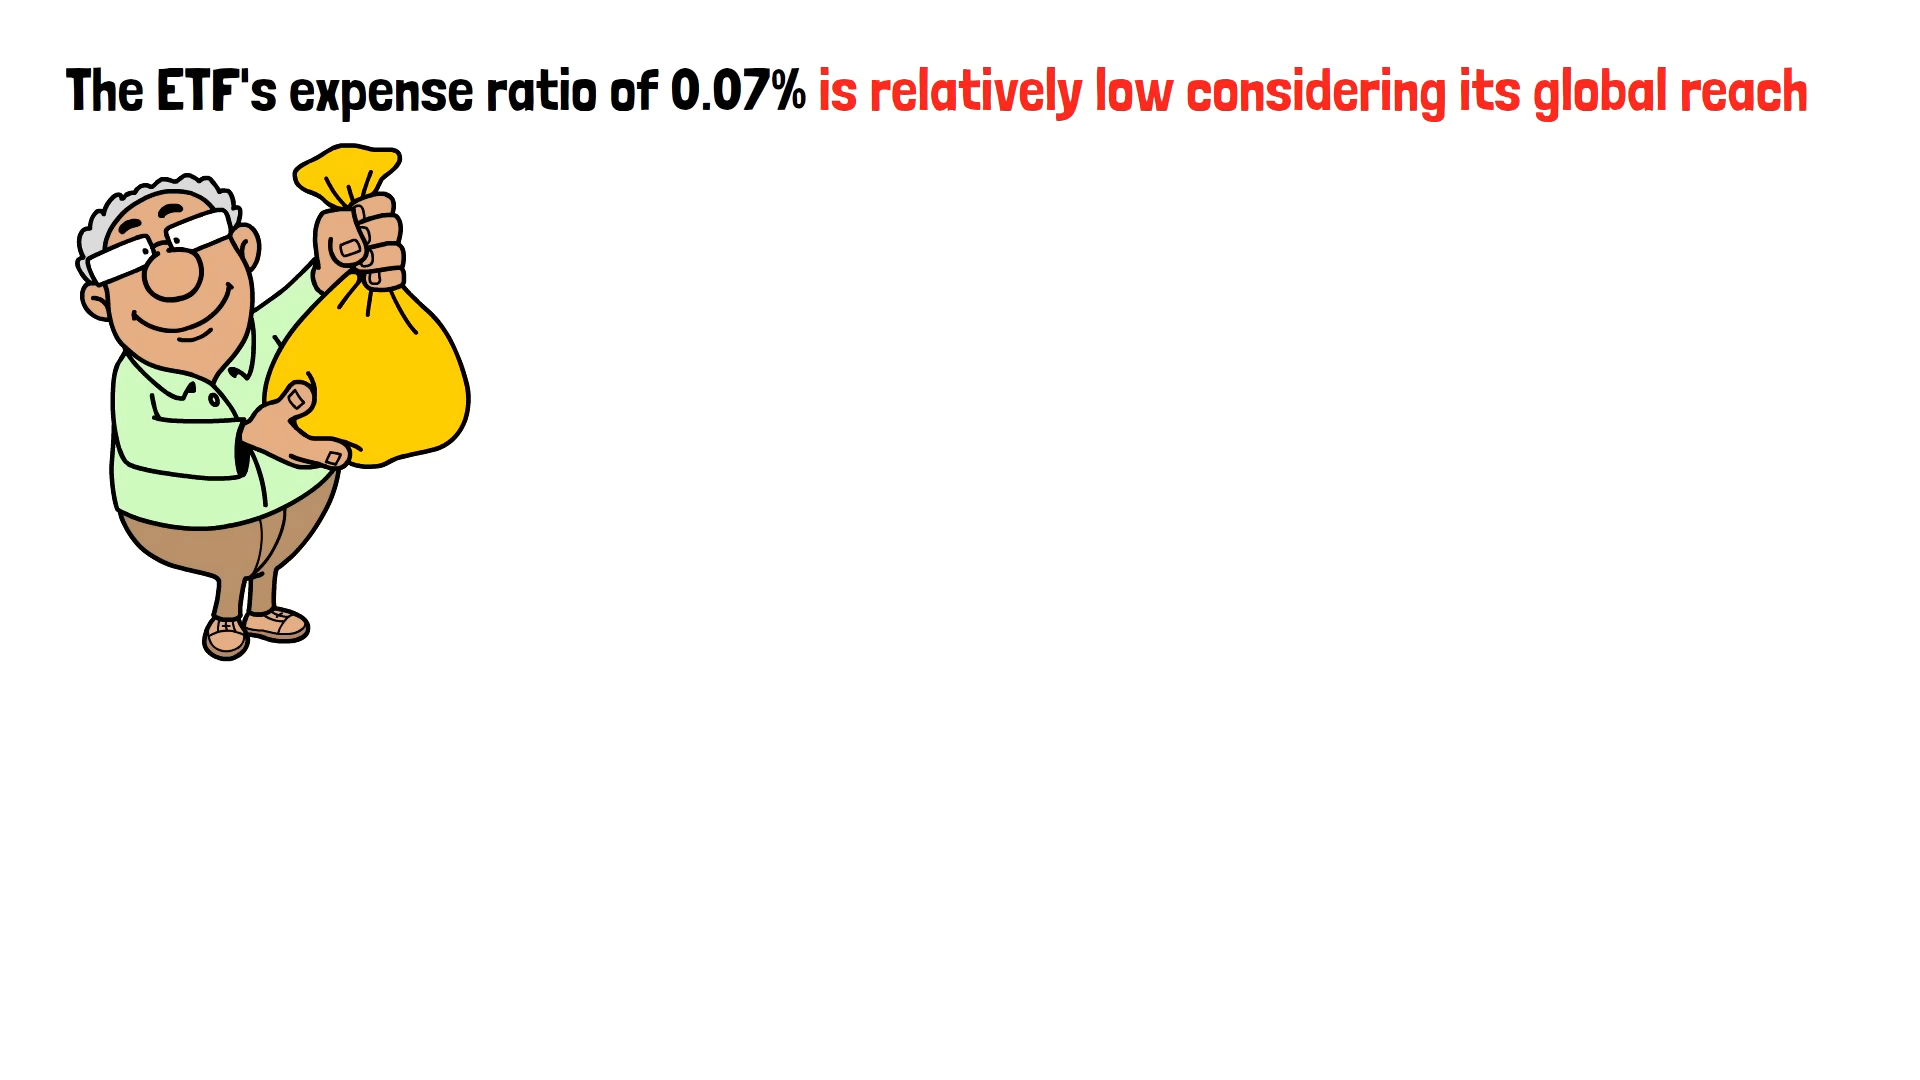 The ETF's expense ratio of 0.07% is relatively low considering its global reach